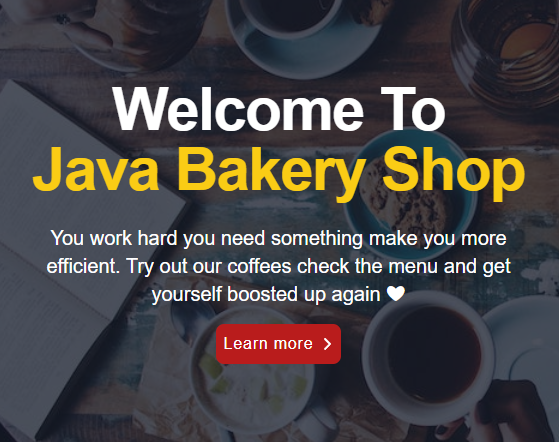 Welcome To
Java Bakery Shop
You work hard you need something make you more
efficient. Try out our coffees check the menu and get
yourself boosted up again
Learn more